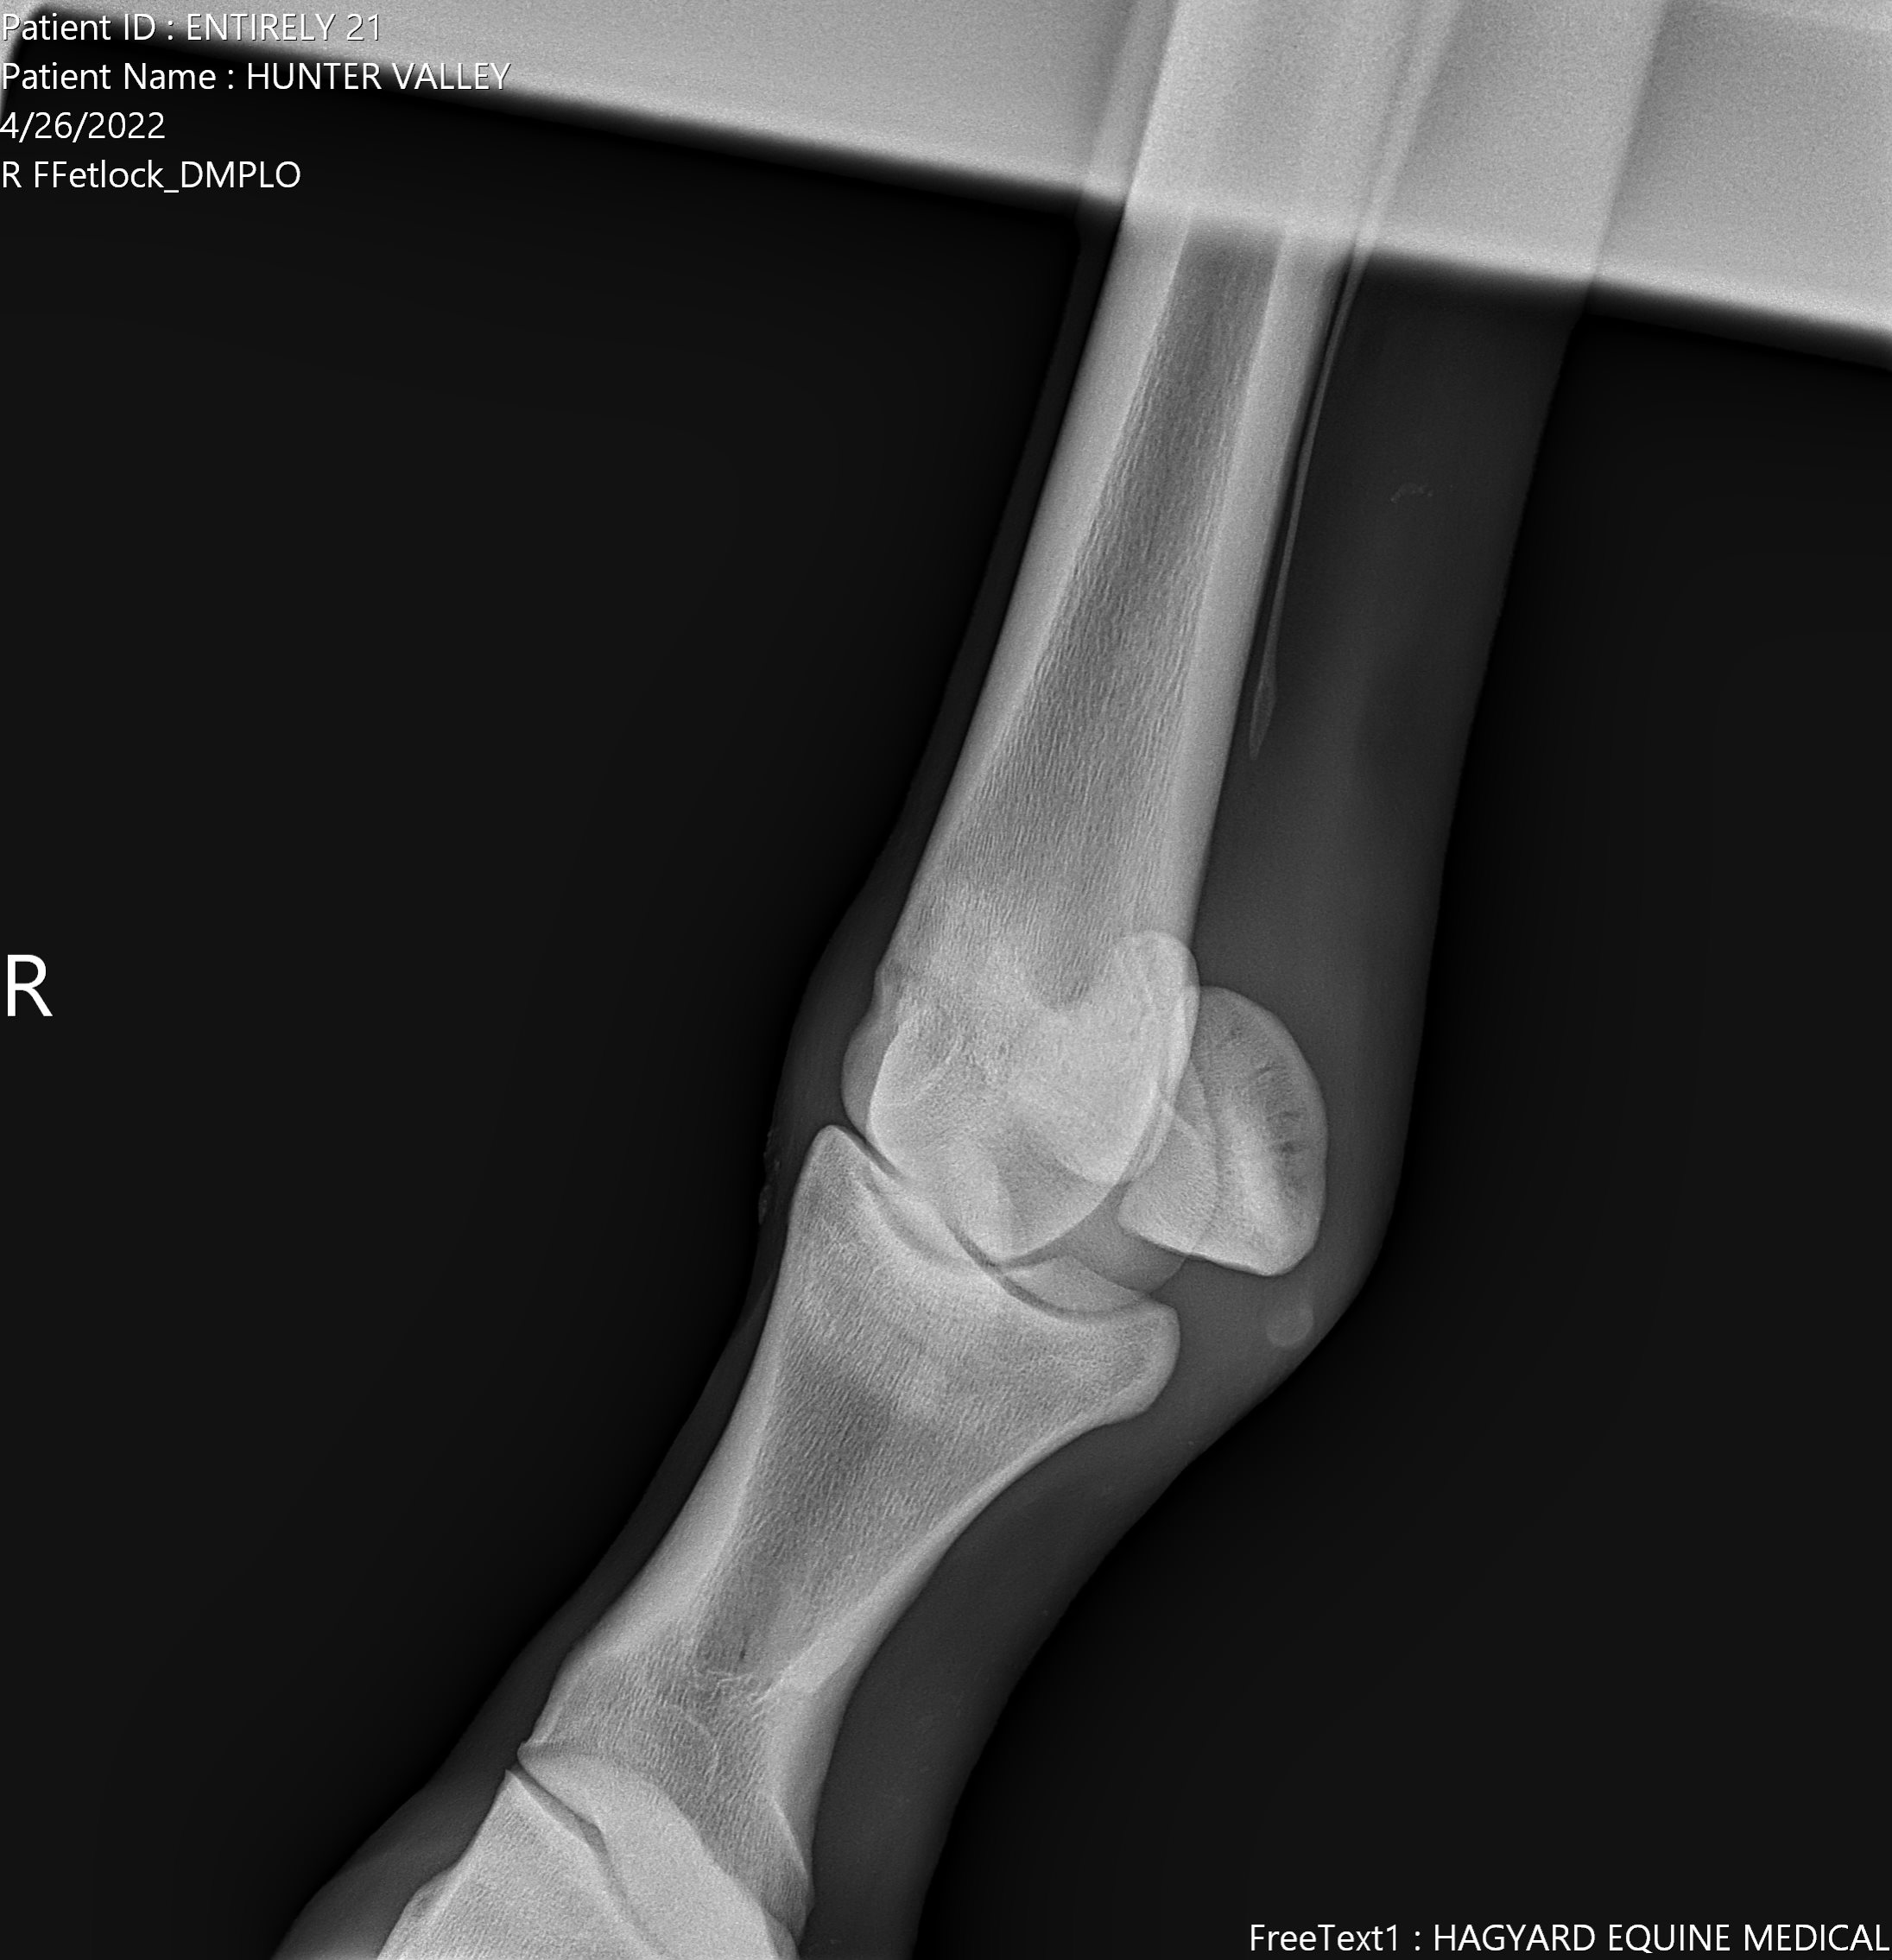 Patient ID : ENTIRELY 21
Patient Name : HUNTER VALLEY
4/26/2022
R FFetlock_DMPLO
R
FreeText1 : HAGYARD EQUINE MEDICAL